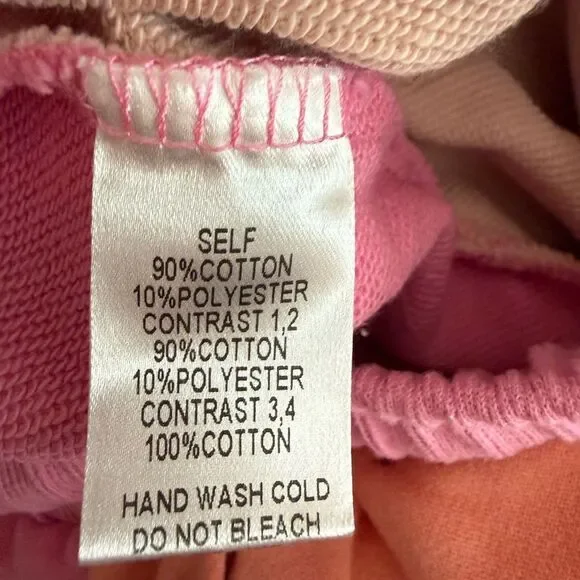 SELF
90%COTTON
10%POLYESTER
CONTRAST 1,2
90%COTTON
10%POLYESTER
CONTRAST 3,4
100%COTTON
HAND WASH COLD
DO NOT BLEACH